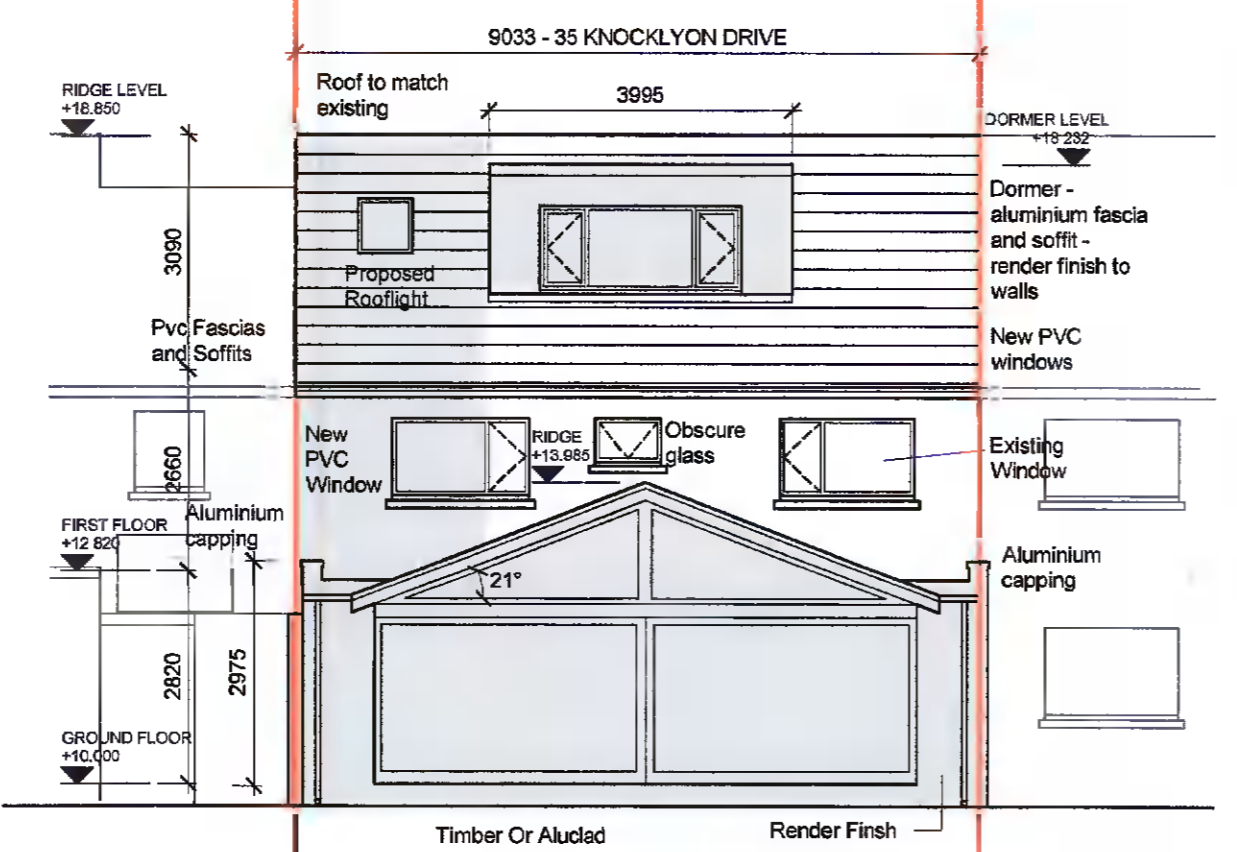 9033 - 35 KNOCKLYON DRIVE
RIDGE LEVEL
+18.850
Roof to match
existing
3995
DORMER LEVEL
+18 232
Dormer -
aluminium fascia
and soffit -
render finish to
walls
3090
Proposed
Rooflight
Pvc Fascias
and Soffits
New PVC
windows
New
PVC
Window
RIDGE
+13.985
Obscure
glass
Existing
Window
2660
FIRST FLOOR
+12 820
Aluminium
capping
Aluminium
capping
21°
2820
2975
GROUND FLOOR
+10.000
Timber Or Aluclad
Render Finsh